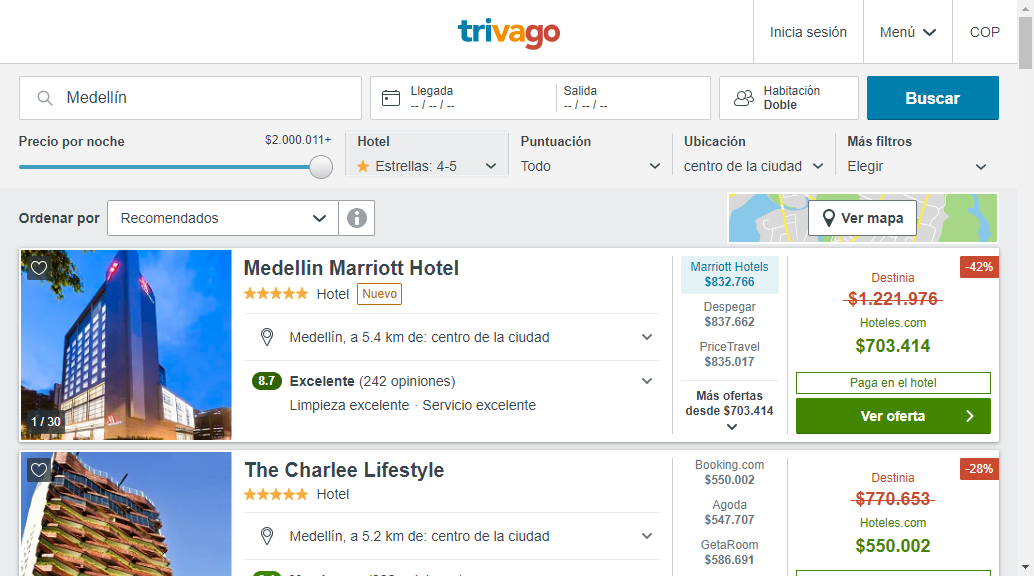 trivago
Inicia sesión
Menú
COP
Medellín
Llegada
-- / -- / --
Salida
-- / -- / --
Habitación
Doble
Buscar
Precio por noche
$2.000.011+
Hotel
Estrellas: 4-5
Puntuación
Todo
Ubicación
centro de la ciudad
Más filtros
Elegir
Ordenar por
Recomendados
Ver mapa
1 / 30
Medellin Marriott Hotel
Hotel
Nuevo
Medellín, a 5.4 km de: centro de la ciudad
8.7 Excelente (242 opiniones)
Limpieza excelente · Servicio excelente
Marriott Hotels
$832.766
Despegar
$837.662
PriceTravel
$835.017
Más ofertas
desde $703.414
-42%
Destinia
$1.221.976
Hoteles.com
$703.414
Paga en el hotel
Ver oferta
The Charlee Lifestyle
Hotel
Medellín, a 5.2 km de: centro de la ciudad
Booking.com
$550.002
Agoda
$547.707
GetaRoom
$586.691
-28%
Destinia
$770.653
Hoteles.com
$550.002